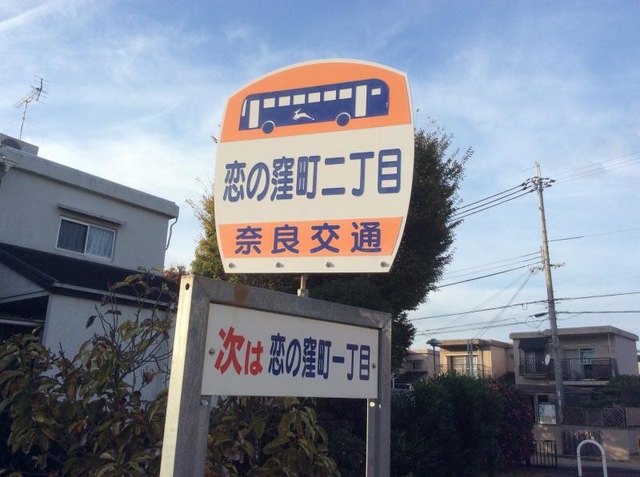 恋の窪町二丁目
奈良交通
次は 恋の窪町一丁目